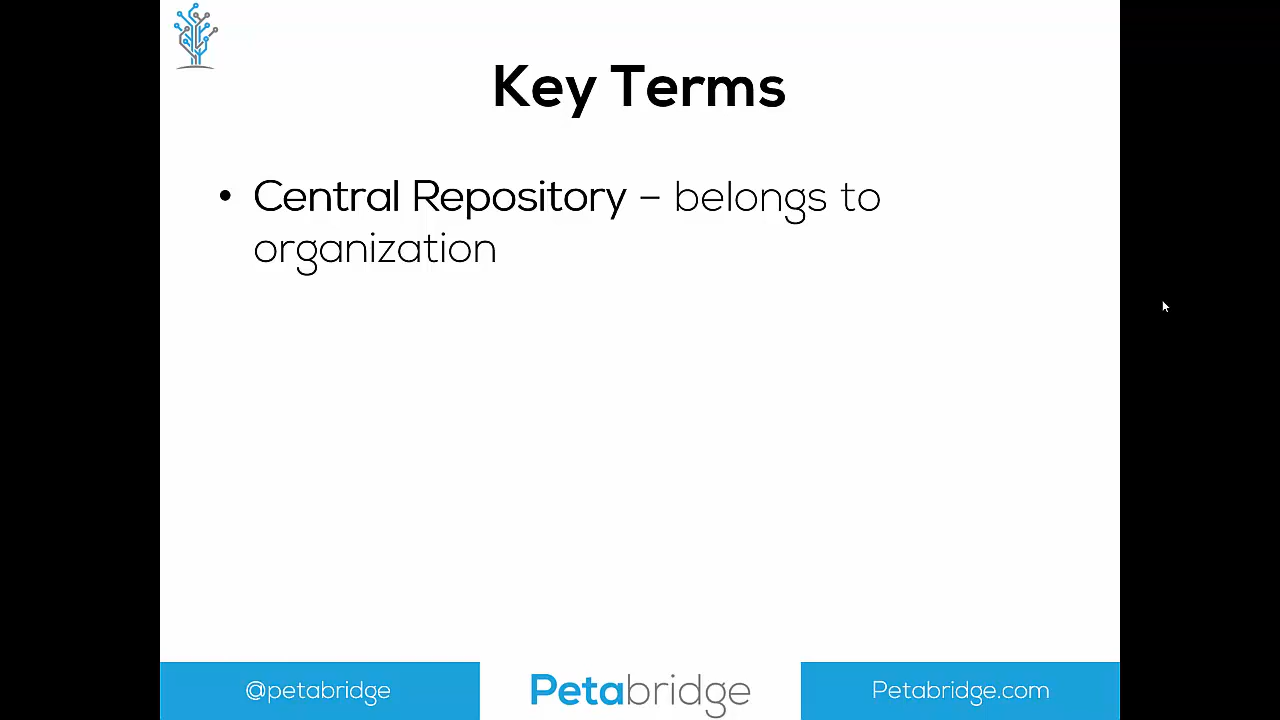 Key Terms
• Central Repository – belongs to
organization
@petabridge
Petabridge
Petabridge.com